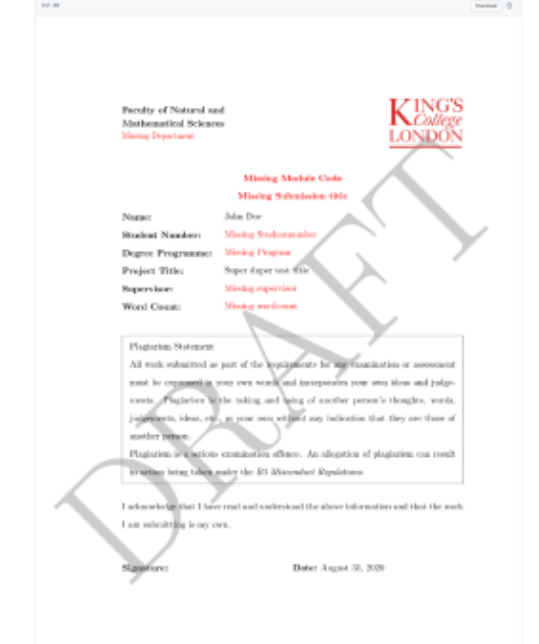 Download
Faculty of Natural and
Mathematical Sciences
Missing Department
KING'S
College
LONDON
Missing Module Code
Missing Submission title
Name: John Doe
Student Number: Missing Studentnumber
Degree Programme: Missing Program
Project Title: Super duper test title
Supervisor: Missing supervisor
Word Count: Missing wordcount
DRAFT
Plagiarism Statement
All work submitted as part of the requirements for any examination or assessment
must be expressed in your own words and incorporates your own ideas and judge-
ments. Plagiarism is the taking and using of another person's thoughts, words,
judgements, ideas, etc., as your own without any indication that they are those of
another person.
Plagiarism is a serious examination offence. An allegation of plagiarism can result
in action being taken under the B3 Misconduct Regulations.
I acknowledge that I have read and understood the above information and that the work
I am submitting is my own.
Signature: Date: August 31, 2020